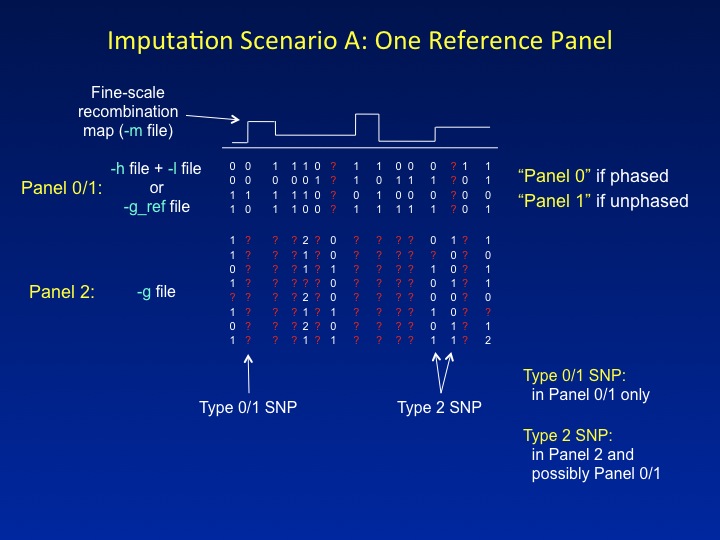 Imputation Scenario A: One Reference Panel
Fine-scale
recombination
map (-m file)
Panel 0/1:
-h file + -l file
or
-g_ref file
0 0 1 1 1 0 ? 1 1 0 0 0 ? 1 1
0 0 0 0 0 1 ? 1 0 1 1 1 ? 0 1
1 1 1 1 1 0 ? 0 1 0 0 1 ? 0 0
1 0 1 1 0 0 ? 1 1 1 1 1 ? 0 1
“Panel 0” if phased
“Panel 1” if unphased
Panel 2:
-g file
1 ? ? ? 2 ? 0 ? ? ? ? 0 1 ? 1
1 ? ? ? 1 ? 0 ? ? ? ? ? 0 ? 0
0 ? ? ? 1 ? 1 ? ? ? ? 1 0 ? 1
1 ? ? ? ? ? 0 ? ? ? ? 0 1 ? 1
? ? ? ? 2 ? 0 ? ? ? ? 0 0 ? 0
1 ? ? ? 1 ? 1 ? ? ? ? 1 0 ? ?
0 ? ? ? 2 ? 0 ? ? ? ? 0 1 ? 1
1 ? ? ? 1 ? 1 ? ? ? ? 1 1 ? 2
Type 0/1 SNP
Type 2 SNP
Type 0/1 SNP:
in Panel 0/1 only
Type 2 SNP:
in Panel 2 and
possibly Panel 0/1